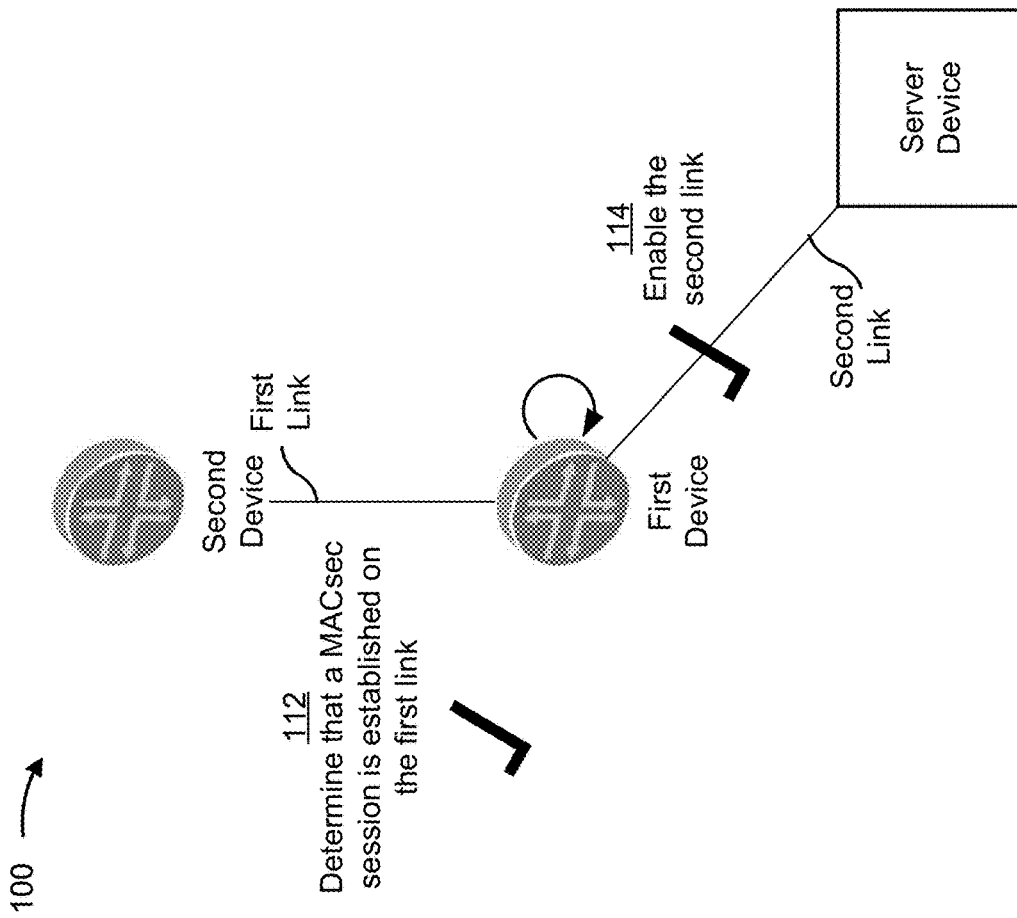 100
112
Determine that a MACsec
session is established on
the first link
Second
Device
First
Link
First
Device
114
Enable the
second link
Second
Link
Server
Device